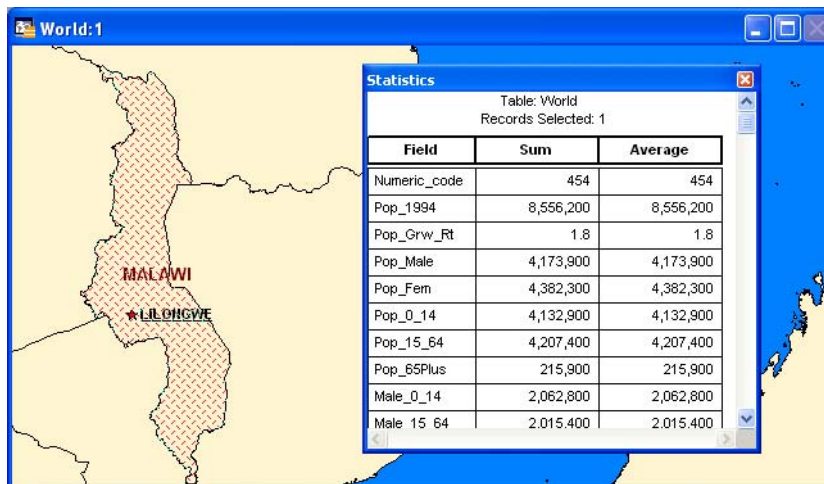 World:1
Statistics
Table: World
Records Selected: 1
Field Sum Average
Numeric_code 454 454
Pop_1994 8,556,200 8,556,200
Pop_Grw_Rt 1.8 1.8
Pop_Male 4,173,900 4,173,900
Pop_Fem 4,382,300 4,382,300
Pop_0_14 4,132,900 4,132,900
Pop_15_64 4,207,400 4,207,400
Pop_65Plus 215,900 215,900
Male_0_14 2,062,800 2,062,800
Male_15_64 2,015,400 2,015,400
MALAWI
LILONGWE